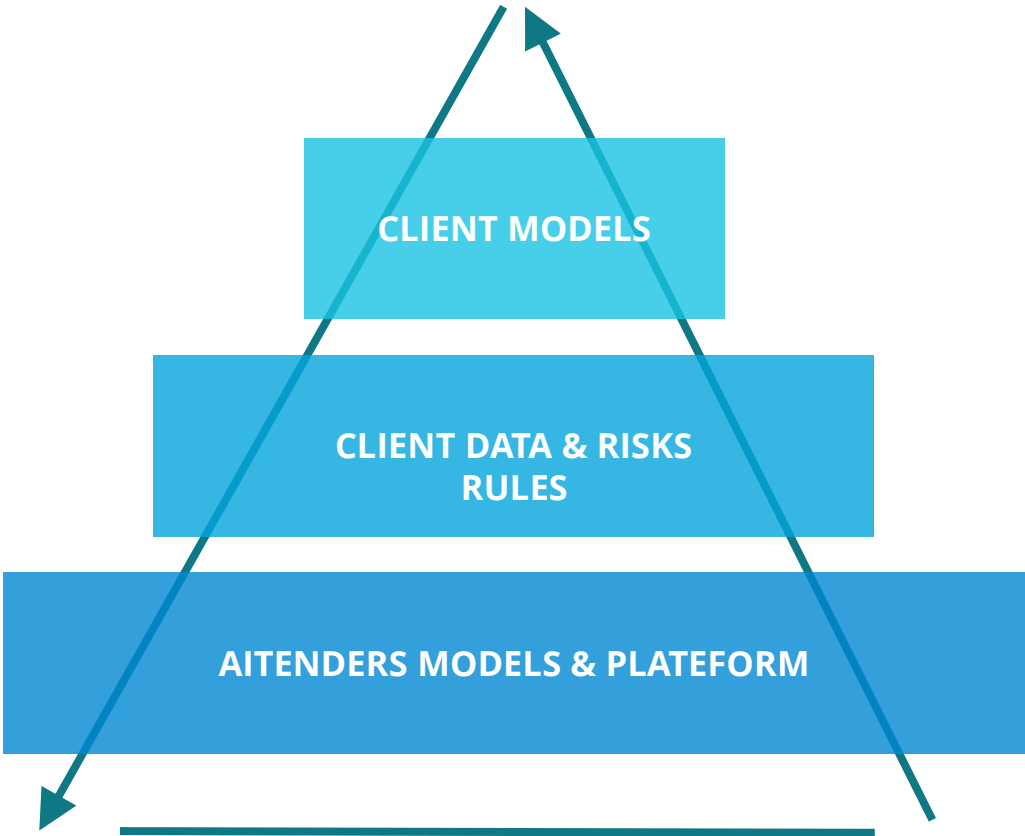 CLIENT MODELS
CLIENT DATA & RISKS
RULES
AITENDERS MODELS & PLATEFORM